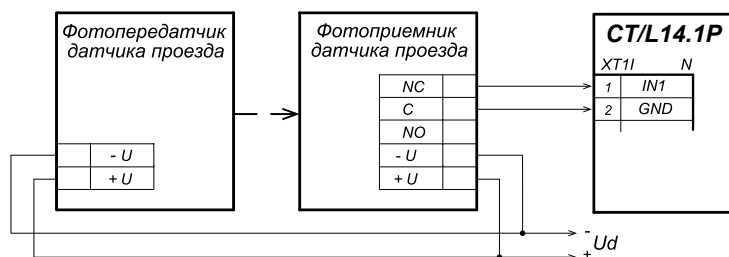 Фотопередатчик
датчика проезда
- U
+ U
Фотоприемник
датчика проезда
NC
C
NO
- U
+ U
CT/L14.1P
XT1I N
1 IN1
2 GND
-
Ud
+